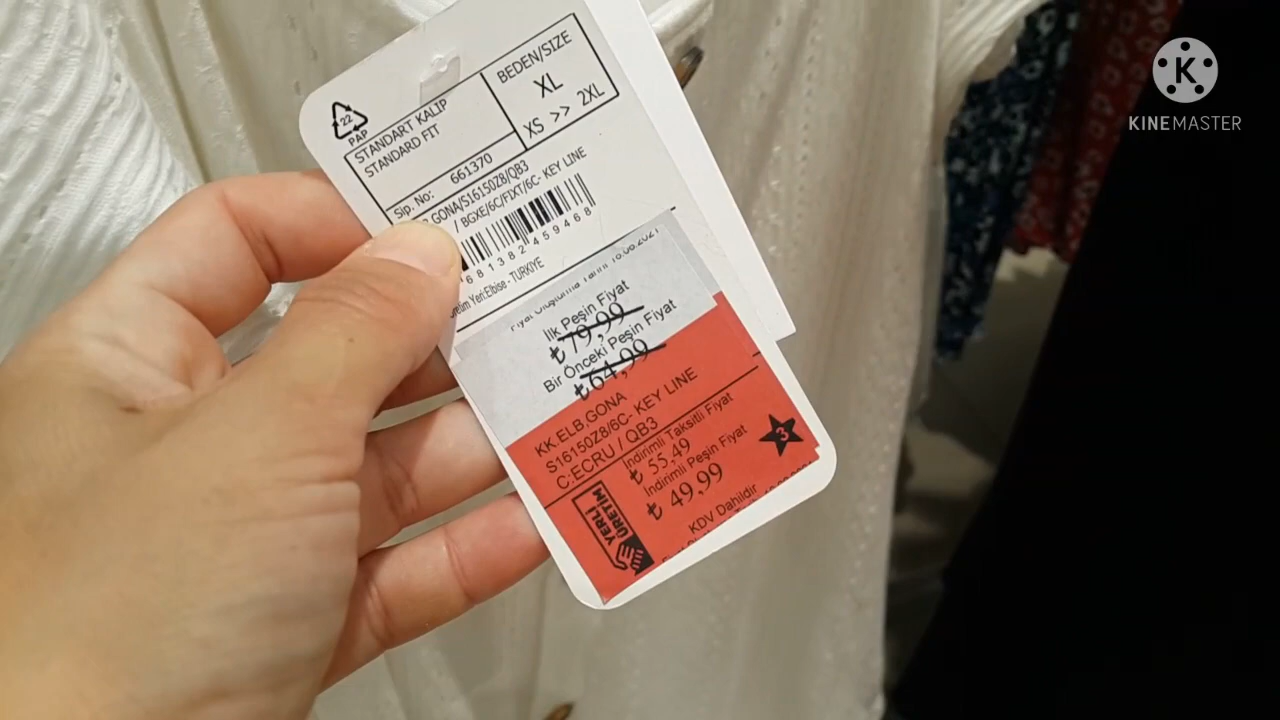 22
PAP
STANDART KALIP
STANDARD FIT
BEDEN/SIZE
XL
XS >> 2XL
Sip. No: 661370
GONA/S16150Z8/QB3
/ BGXE/6C/FIXT/6C- KEY LINE
681382459468
Yeri:Elbise - TURKIYE
İlk Peşin Fiyat
₺ 79,99
Bir Önceki Peşin Fiyat
₺64,99
KK.ELB.GONA
S16150Z8/6C- KEY LINE
C:ECRU / QB3
İndirimli Taksitli Fiyat
₺ 55,49
İndirimli Peşin Fiyat
₺ 49,99
3
YERLİ
ÜRETİM
KDV Dahildir
K
KINEMASTER